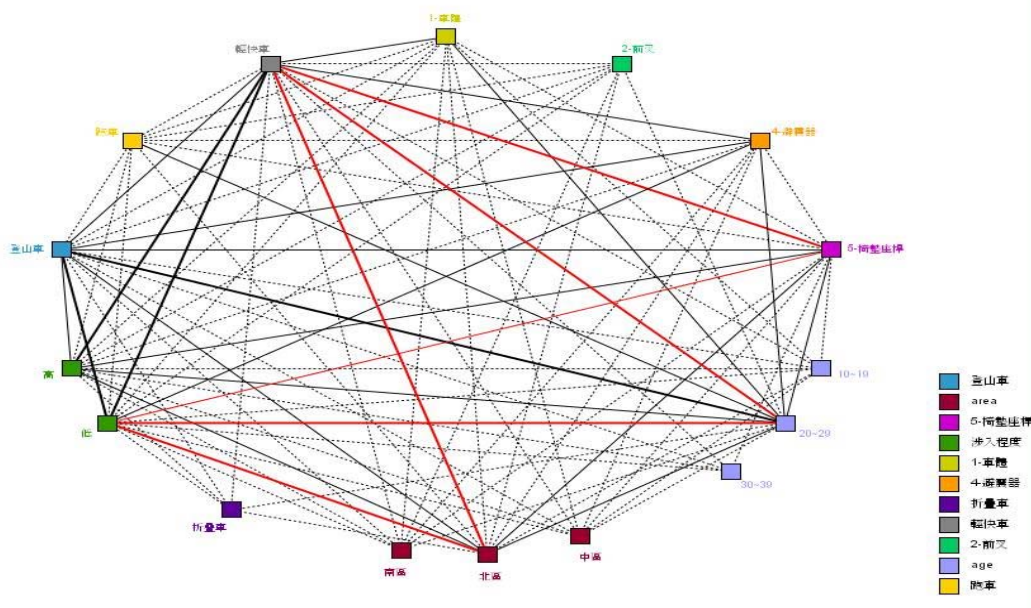 1-車體
輕快車
2-前叉
跑車
4-避震器
登山車
5-椅墊座桿
高
10~19
低
20~29
30~39
折疊車
南區
北區
中區
登山車
area
5-椅墊座桿
涉入程度
1-車體
4-避震器
折疊車
輕快車
2-前叉
age
跑車